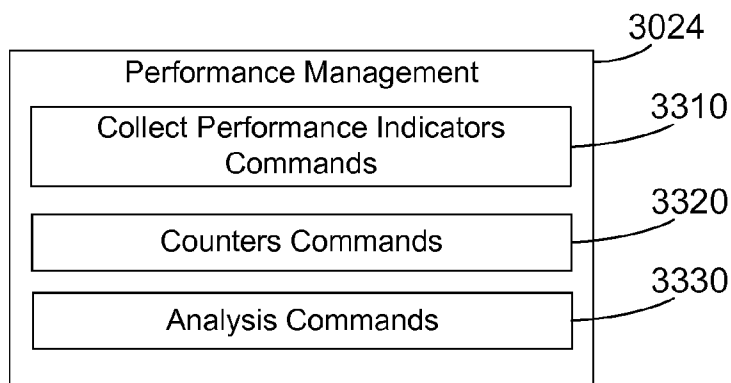 3024
Performance Management
3310
Collect Performance Indicators
Commands
3320
Counters Commands
3330
Analysis Commands